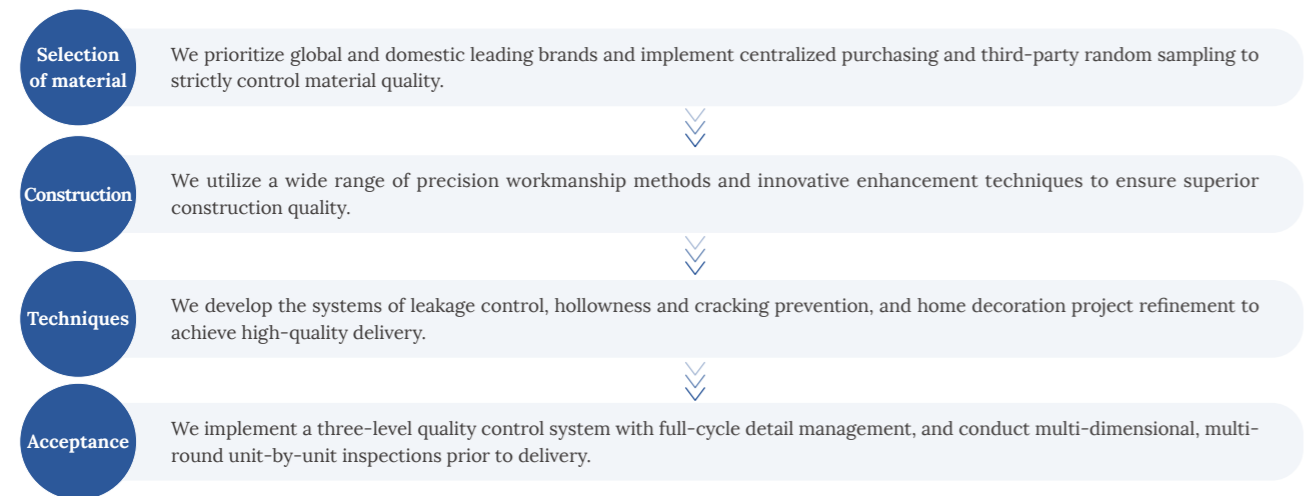 Selection
of material
We prioritize global and domestic leading brands and implement centralized purchasing and third-party random sampling to
strictly control material quality.
Construction
We utilize a wide range of precision workmanship methods and innovative enhancement techniques to ensure superior
construction quality.
Techniques
We develop the systems of leakage control, hollowness and cracking prevention, and home decoration project refinement to
achieve high-quality delivery.
Acceptance
We implement a three-level quality control system with full-cycle detail management, and conduct multi-dimensional, multi-
round unit-by-unit inspections prior to delivery.